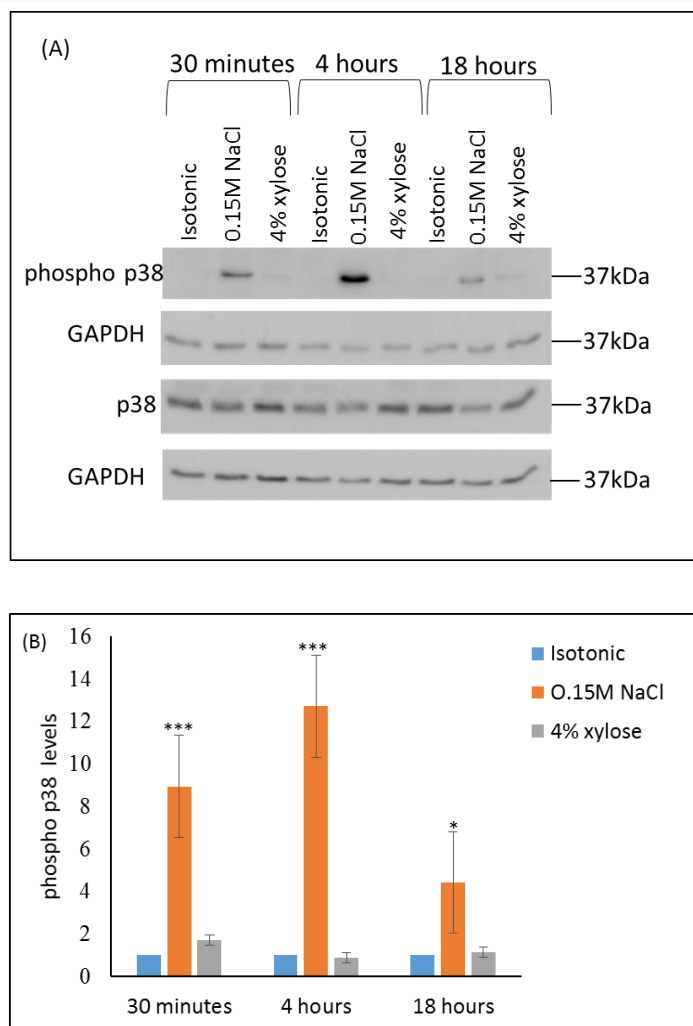 (A)
30 minutes 4 hours 18 hours
Isotonic 0.15M NaCl 4% xylose Isotonic 0.15M NaCl 4% xylose Isotonic 0.15M NaCl 4% xylose
phospho p38 37kDa
GAPDH 37kDa
p38 37kDa
GAPDH 37kDa
(B)
16
14
12
10
8
6
4
2
0
phospho p38 levels
*** *** *
Isotonic
O.15M NaCl
4% xylose
30 minutes 4 hours 18 hours